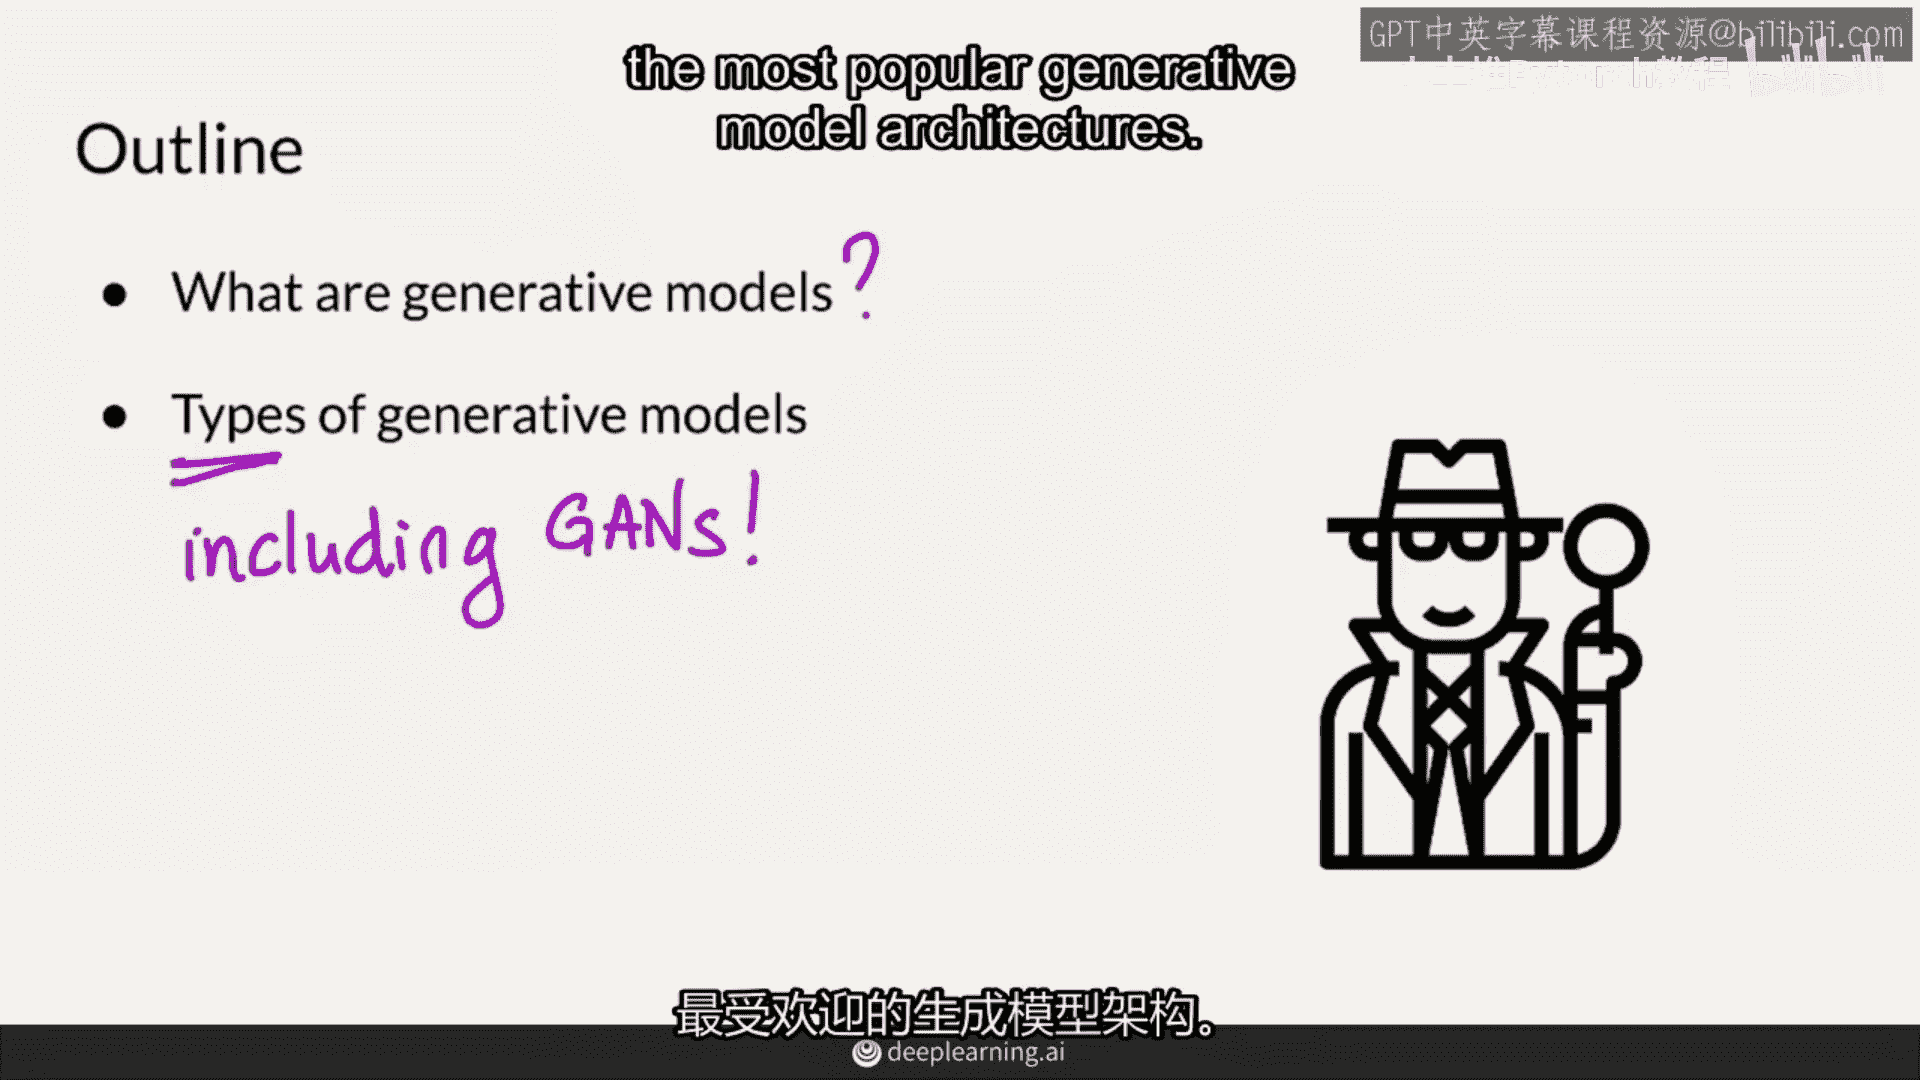 GPT中英字幕课程资源@bilibili.com
the most popular generative
model architectures.
Outline
● What are generative models ?
● Types of generative models
including GANs!
最受欢迎的生成模型架构。
deeplearning.ai